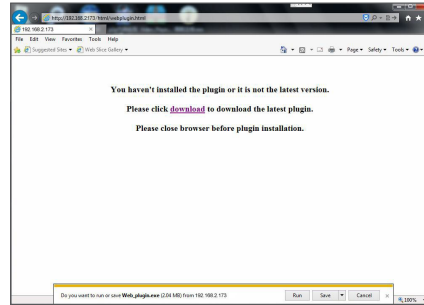 http://192.168.2.173/html/webplugin.html
192.168.2.173
File Edit View Favorites Tools Help
Suggested Sites Web Slice Gallery Page Safety Tools
You haven't installed the plugin or it is not the latest version.
Please click download to download the latest plugin.
Please close browser before plugin installation.
Do you want to run or save Web_plugin.exe (2.04 MB) from 192.168.2.173
Run Save Cancel
100%